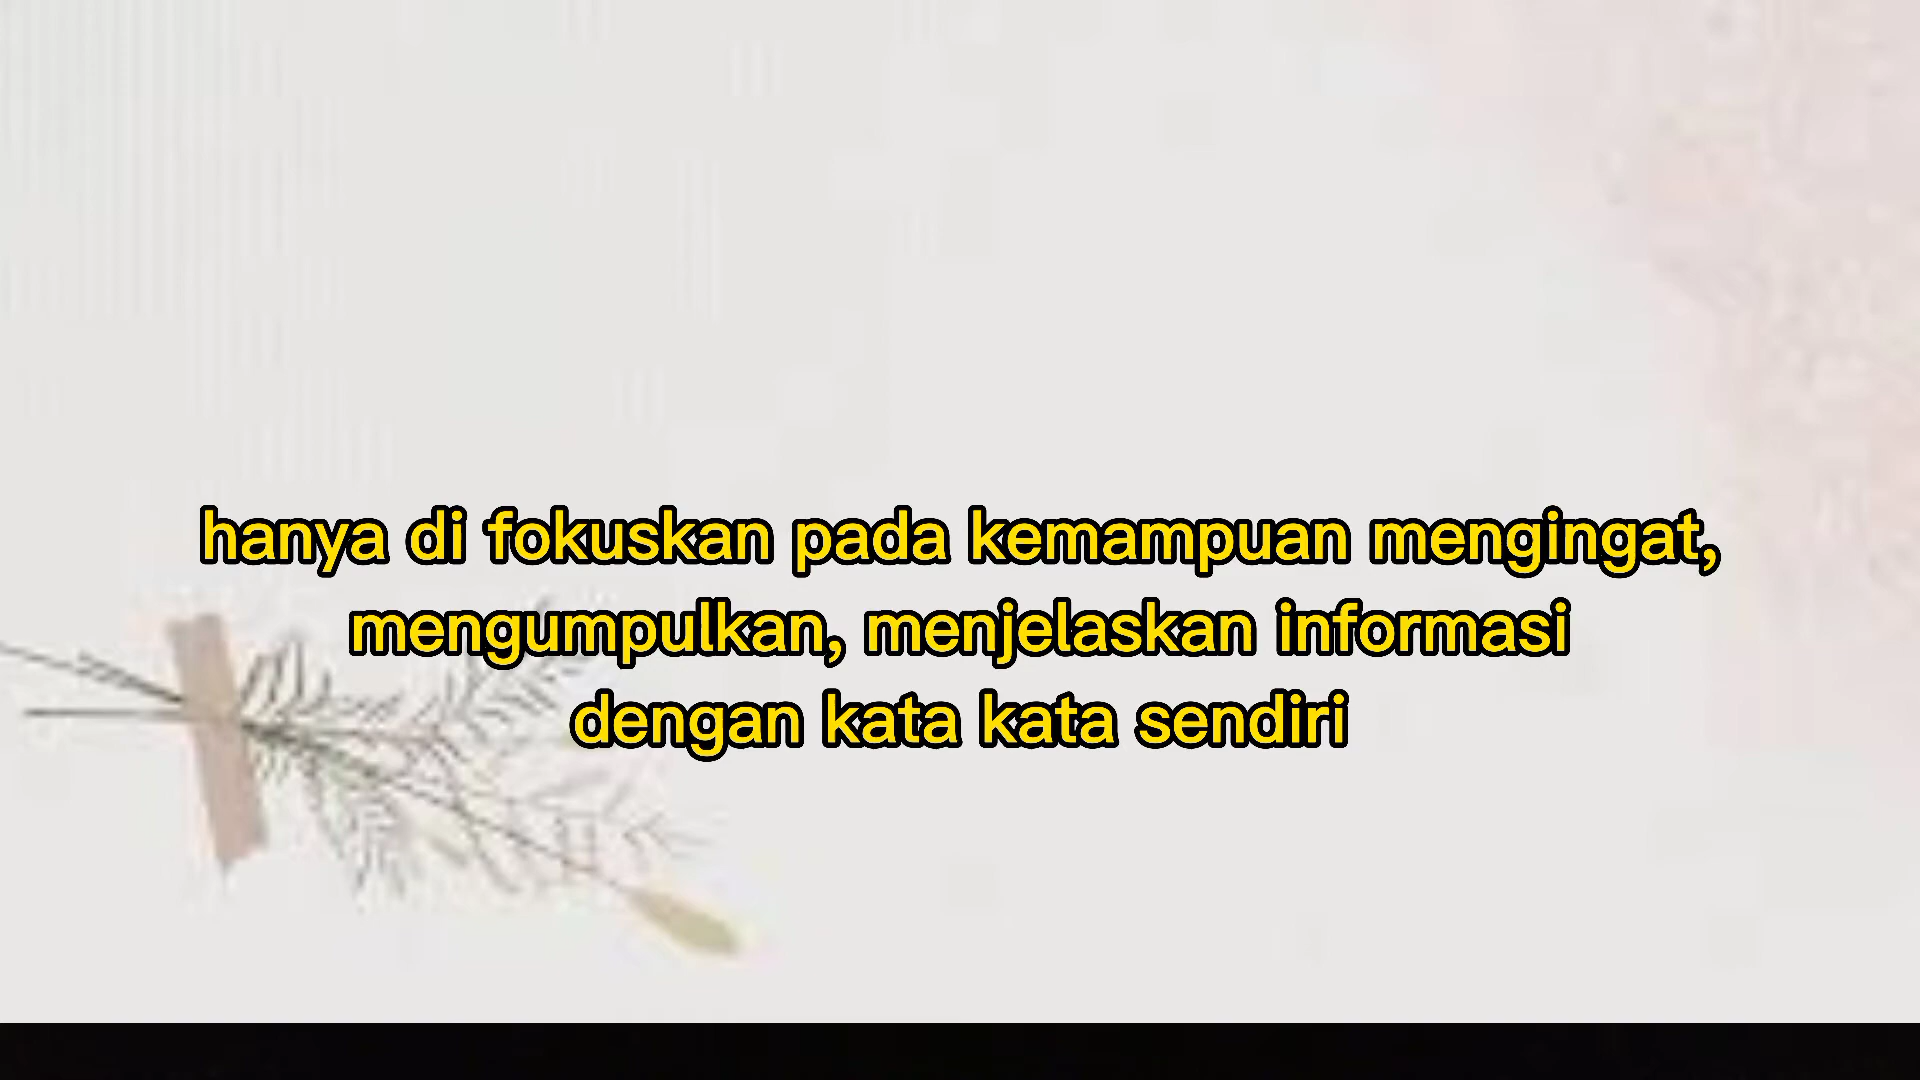 hanya di fokuskan pada kemampuan mengingat,
mengumpulkan, menjelaskan informasi
dengan kata kata sendiri